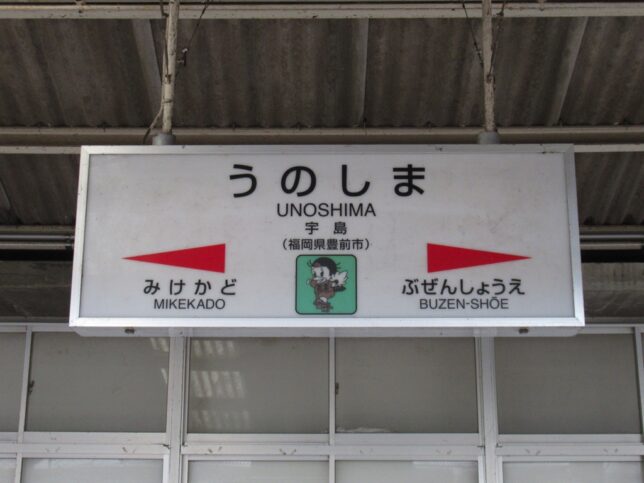 うのしま
UNOSHIMA
宇島
(福岡県豊前市)
みけかど
MIKEKADO
ぶぜんしょうえ
BUZEN-SHŌE